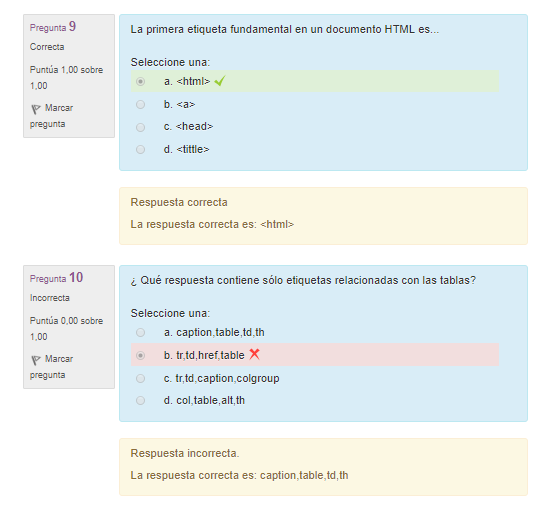 Pregunta 9
Correcta
Puntúa 1,00 sobre
1,00
Marcar
pregunta
La primera etiqueta fundamental en un documento HTML es...
Seleccione una:
a. <html>
b. <a>
c. <head>
d. <tittle>
Respuesta correcta
La respuesta correcta es: <html>
Pregunta 10
Incorrecta
Puntúa 0,00 sobre
1,00
Marcar
pregunta
¿ Qué respuesta contiene sólo etiquetas relacionadas con las tablas?
Seleccione una:
a. caption,table,td,th
b. tr,td,href,table
c. tr,td,caption,colgroup
d. col,table,alt,th
Respuesta incorrecta.
La respuesta correcta es: caption,table,td,th